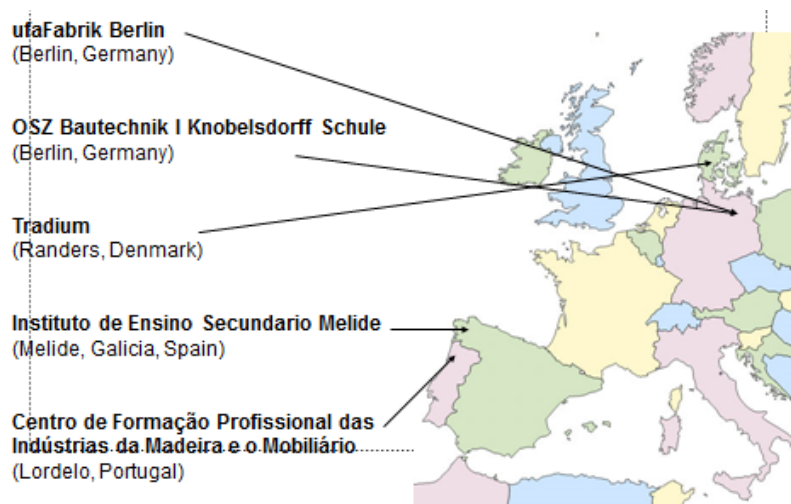 ufaFabrik Berlin
(Berlin, Germany)
OSZ Bautechnik I Knobelsdorff Schule
(Berlin, Germany)
Tradium
(Randers, Denmark)
Instituto de Ensino Secundario Melide
(Melide, Galicia, Spain)
Centro de Formação Profissional das
Indústrias da Madeira e o Mobiliário
(Lordelo, Portugal)